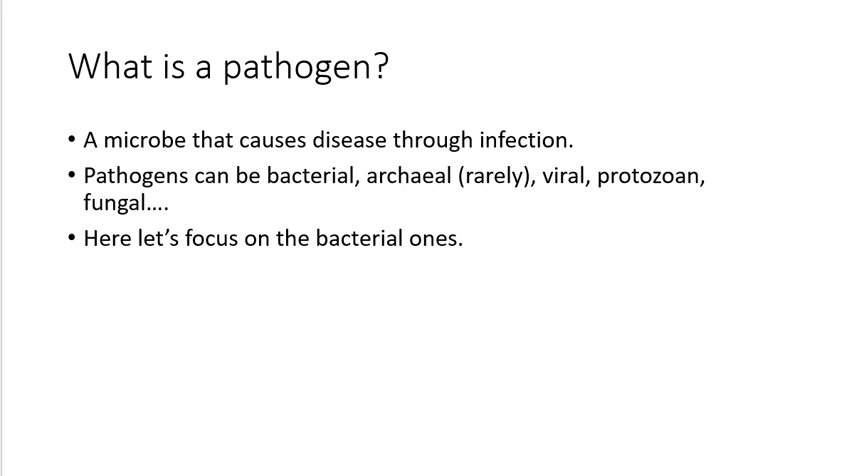 What is a pathogen?
• A microbe that causes disease through infection.
• Pathogens can be bacterial, archaeal (rarely), viral, protozoan,
fungal....
• Here let’s focus on the bacterial ones.